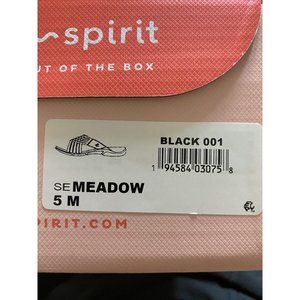 spirit
UT OF THE BOX
BLACK 001
1 94584 03075 8
SE MEADOW
5 M
SPIRIT.COM